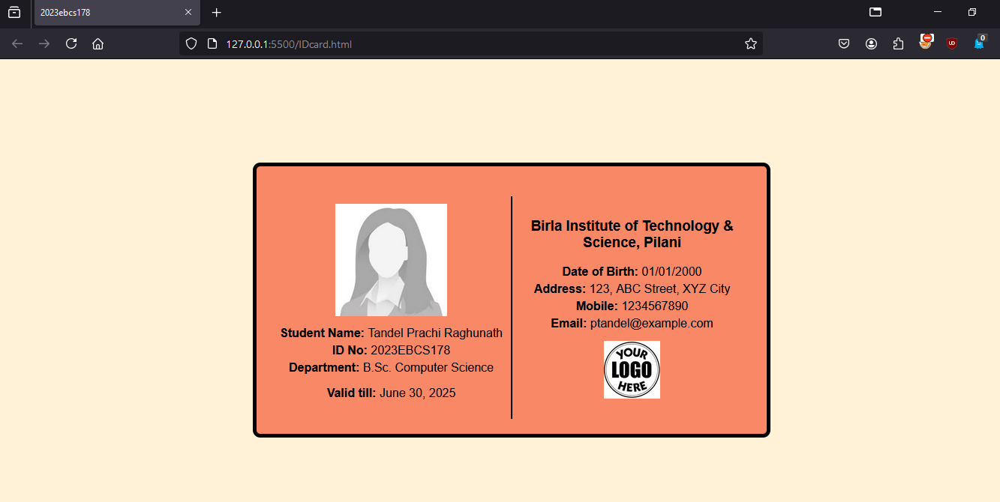 2023ebcs178
127.0.0.1:5500/IDcard.html
UD
0
Student Name: Tandel Prachi Raghunath
ID No: 2023EBCS178
Department: B.Sc. Computer Science
Valid till: June 30, 2025
Birla Institute of Technology &
Science, Pilani
Date of Birth: 01/01/2000
Address: 123, ABC Street, XYZ City
Mobile: 1234567890
Email: ptandel@example.com
YOUR
LOGO
HERE